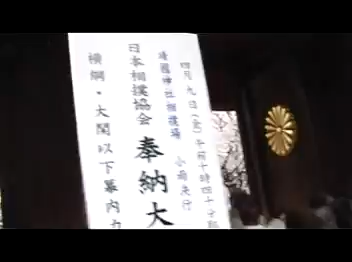 四月九日(金)午前十時四十分
靖國神社相撲場 小雨決行
日本相撲協会 奉納大
横綱・大関以下幕内力